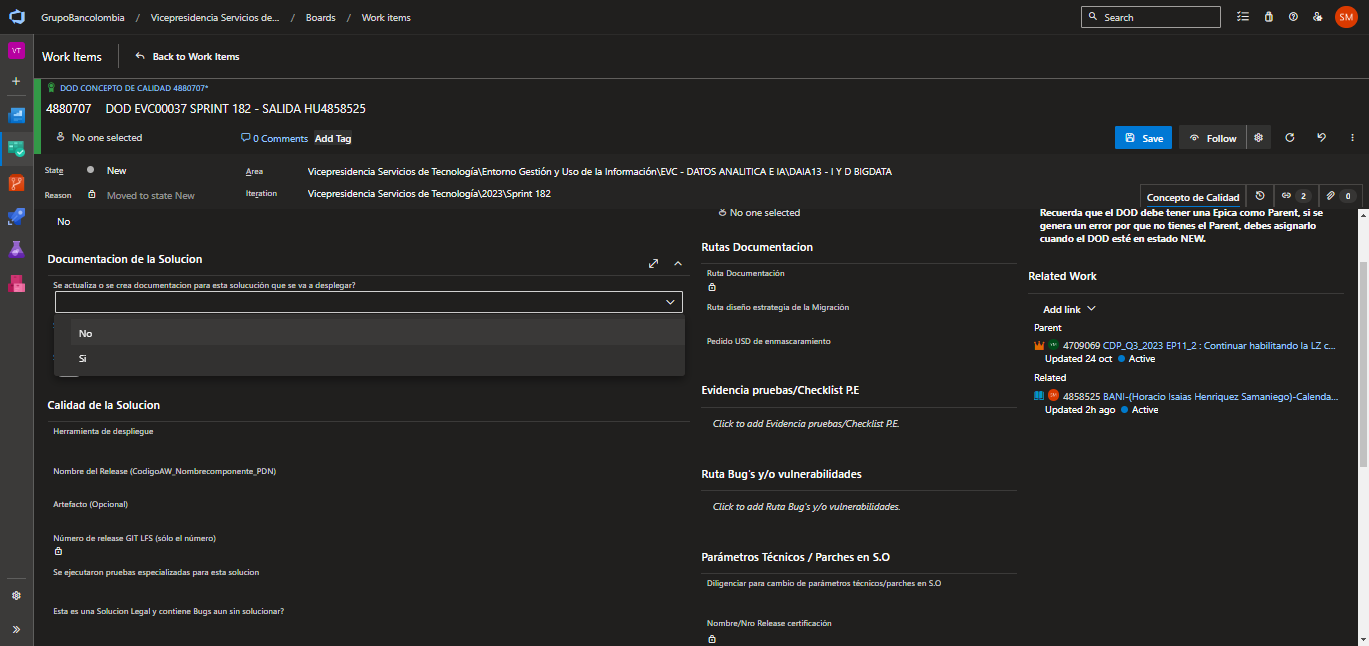 GrupoBancolombia / Vicepresidencia Servicios de... / Boards / Work items
Search
SM
VT
Work Items
Back to Work Items
DOD CONCEPTO DE CALIDAD 4880707*
4880707 DOD EVC00037 SPRINT 182 - SALIDA HU4858525
No one selected
0 Comments
Add Tag
Save
Follow
State
New
Area
Vicepresidencia Servicios de Tecnología\Entorno Gestión y Uso de la Información\EVC - DATOS ANALITICA E IA\DAIA13 - I Y D BIGDATA
Reason
Moved to state New
Iteration
Vicepresidencia Servicios de Tecnología\2023\Sprint 182
Concepto de Calidad
2
0
No
Documentacion de la Solucion
Se actualiza o se crea documentacion para esta solucución que se va a desplegar?
No
Si
Calidad de la Solucion
Herramienta de despliegue
Nombre del Release (CodigoAW_Nombrecomponente_PDN)
Artefacto (Opcional)
Número de release GIT LFS (sólo el número)
Se ejecutaron pruebas especializadas para esta solucion
Esta es una Solucion Legal y contiene Bugs aun sin solucionar?
No one selected
Rutas Documentacion
Ruta Documentación
Ruta diseño estrategia de la Migración
Pedido USD de enmascaramiento
Evidencia pruebas/Checklist P.E
Click to add Evidencia pruebas/Checklist P.E.
Ruta Bug's y/o vulnerabilidades
Click to add Ruta Bug's y/o vulnerabilidades.
Parámetros Técnicos / Parches en S.O
Diligenciar para cambio de parámetros técnicos/parches en S.O
Nombre/Nro Release certificación
Recuerda que el DOD debe tener una Epica como Parent, si se
genera un error por que no tienes el Parent, debes asignarlo
cuando el DOD esté en estado NEW.
Related Work
Add link
Parent
4709069 CDP_Q3_2023 EP11_2 : Continuar habilitando la LZ c...
Updated 24 oct Active
Related
4858525 BANI-(Horacio Isaias Henriquez Samaniego)-Calenda...
Updated 2h ago Active